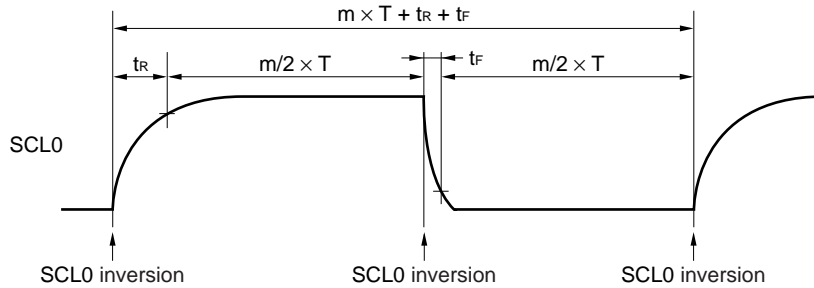 m × T + tR + tF
tR
m/2 × T
tF
m/2 × T
SCL0
SCL0 inversion
SCL0 inversion
SCL0 inversion